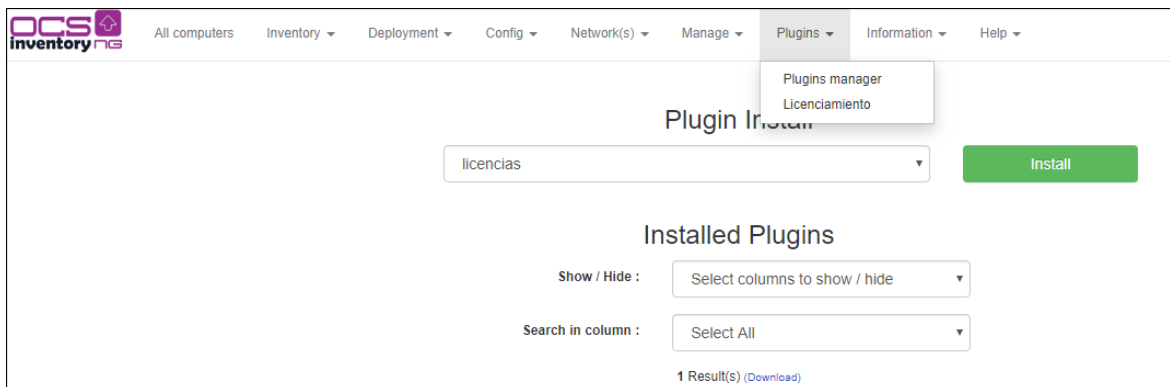 OCS
inventory NG
All computers Inventory Deployment Config Network(s) Manage Plugins Information Help
Plugins manager
Licenciamiento
Plugin Install
licencias Install
Installed Plugins
Show / Hide : Select columns to show / hide
Search in column : Select All
1 Result(s) (Download)